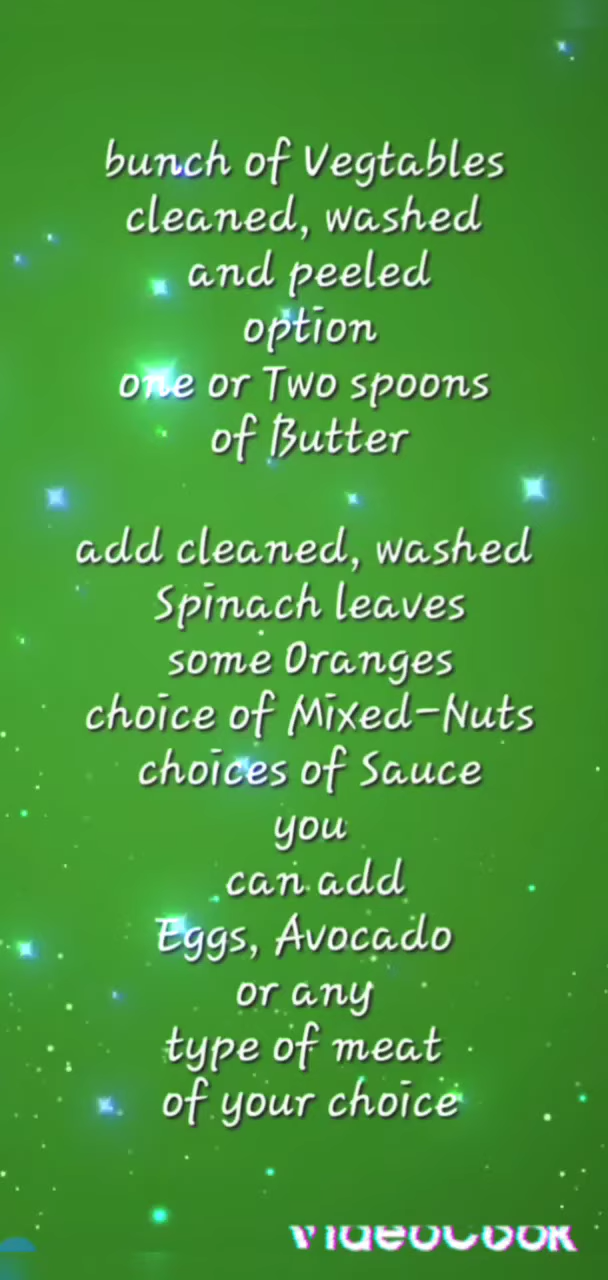 bunch of Vegtables
cleaned, washed
and peeled
option
one or Two spoons
of Butter
add cleaned, washed
Spinach leaves
some Oranges
choice of Mixed-Nuts
choices of Sauce
you
can add
Eggs, Avocado
or any
type of meat
of your choice
VideoCook